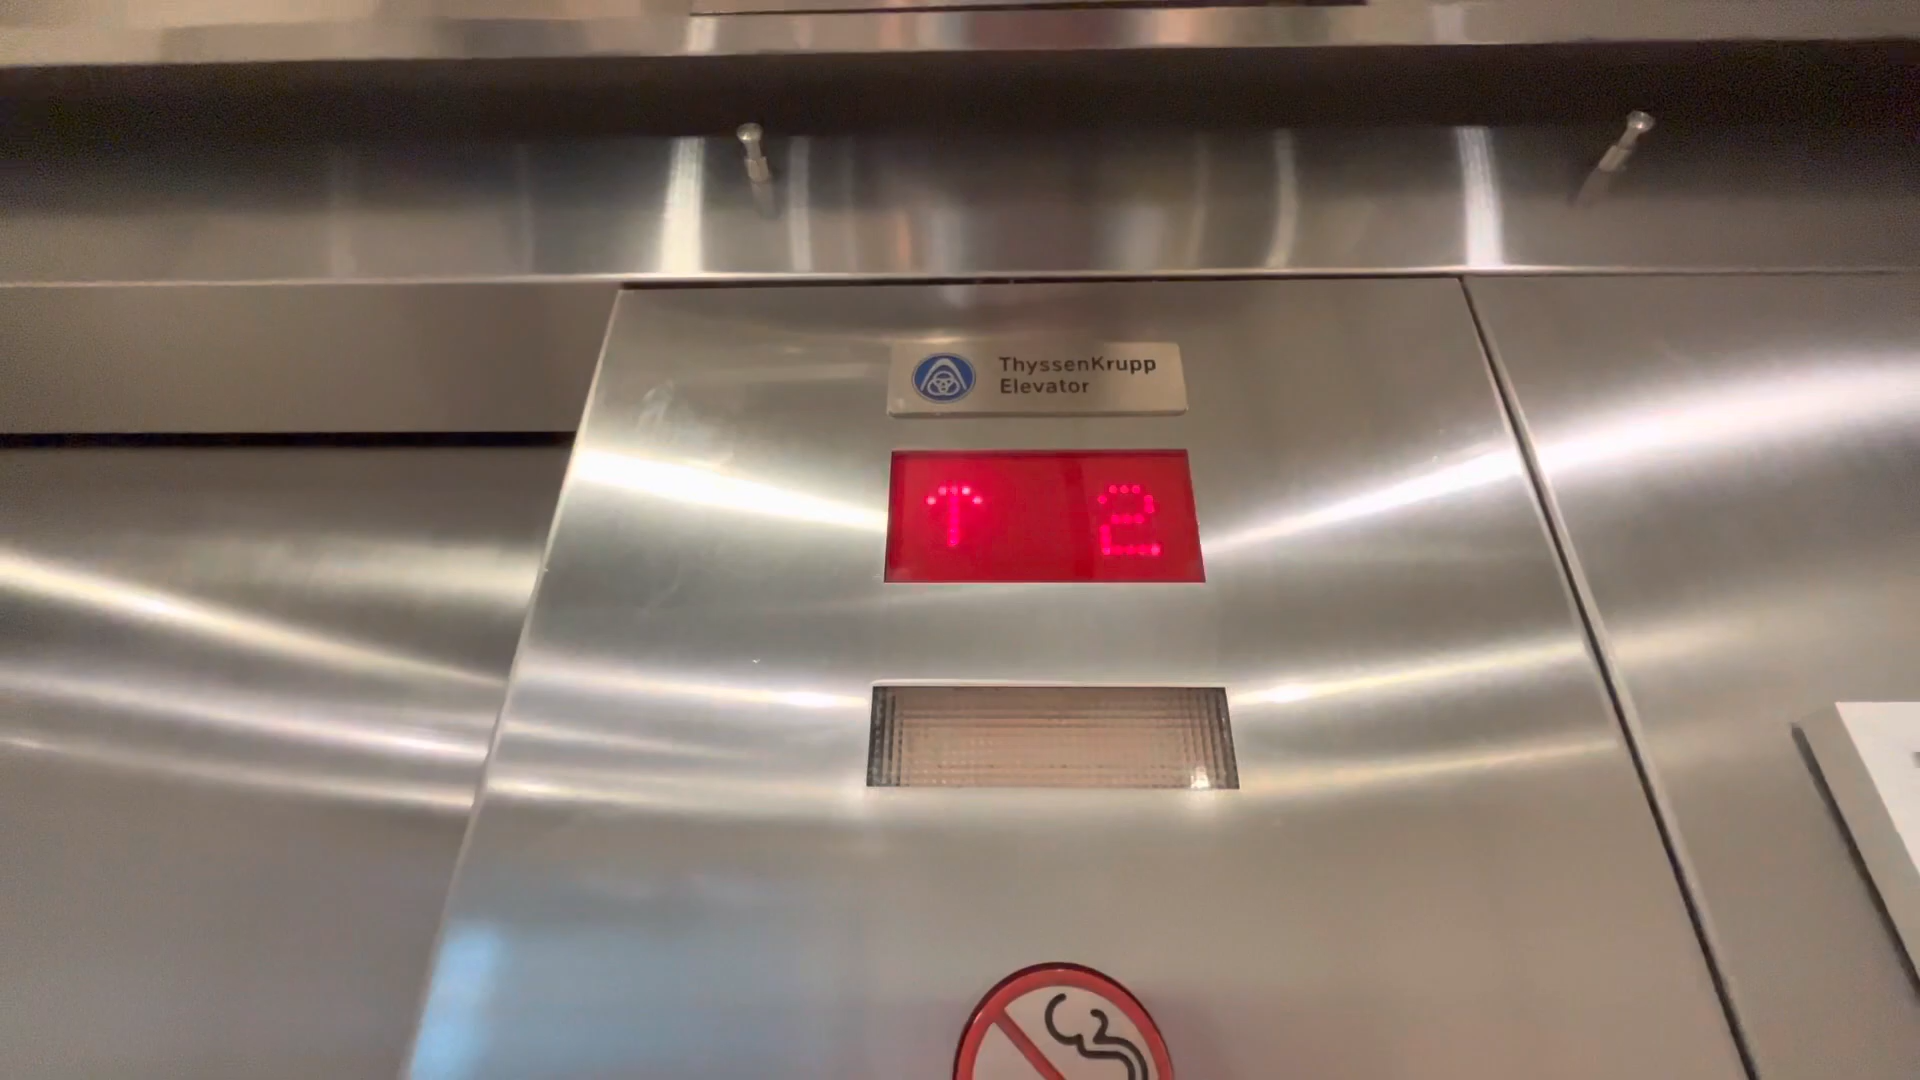 ThyssenKrupp
Elevator
↑ 2